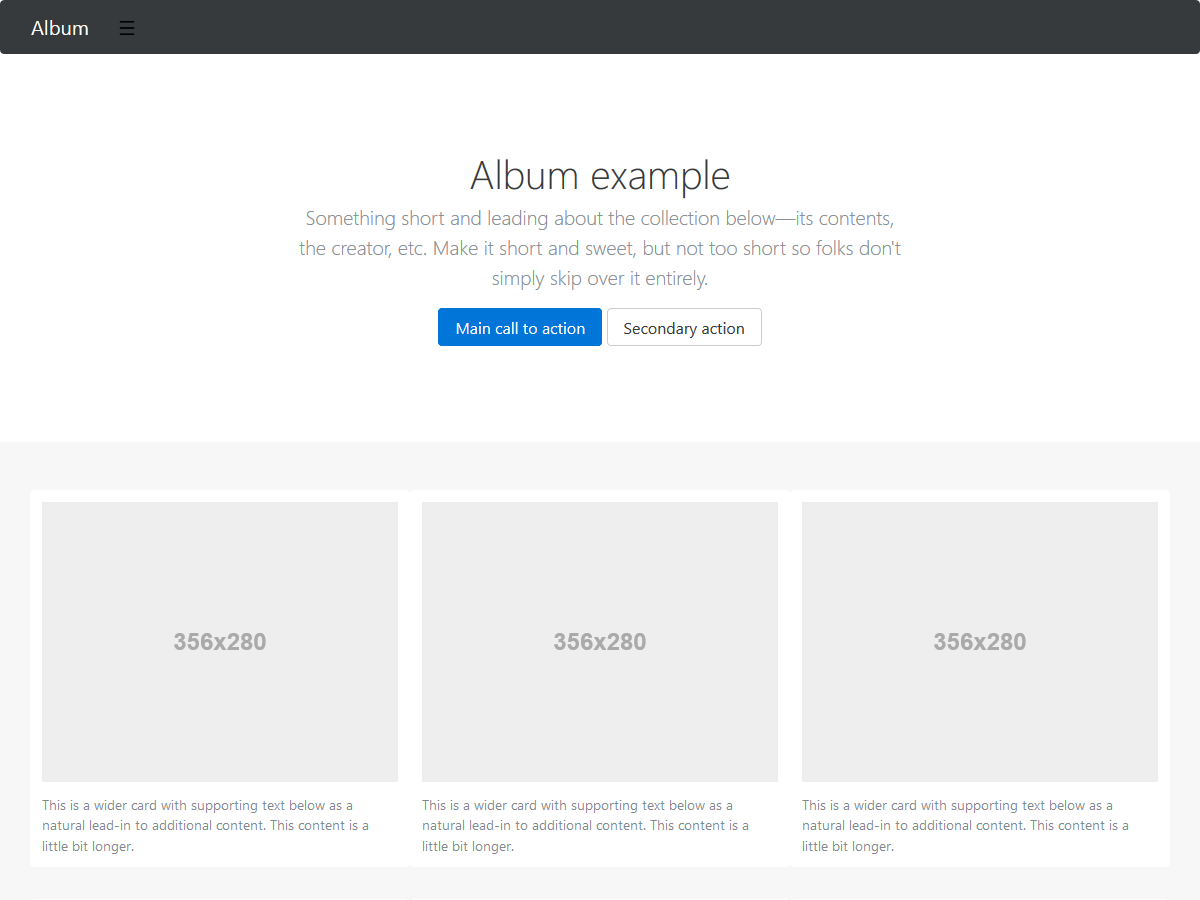 Album ☰
Album example
Something short and leading about the collection below—its contents,
the creator, etc. Make it short and sweet, but not too short so folks don't
simply skip over it entirely.
Main call to action Secondary action
356x280 356x280 356x280
This is a wider card with supporting text below as a
natural lead-in to additional content. This content is a
little bit longer.
This is a wider card with supporting text below as a
natural lead-in to additional content. This content is a
little bit longer.
This is a wider card with supporting text below as a
natural lead-in to additional content. This content is a
little bit longer.